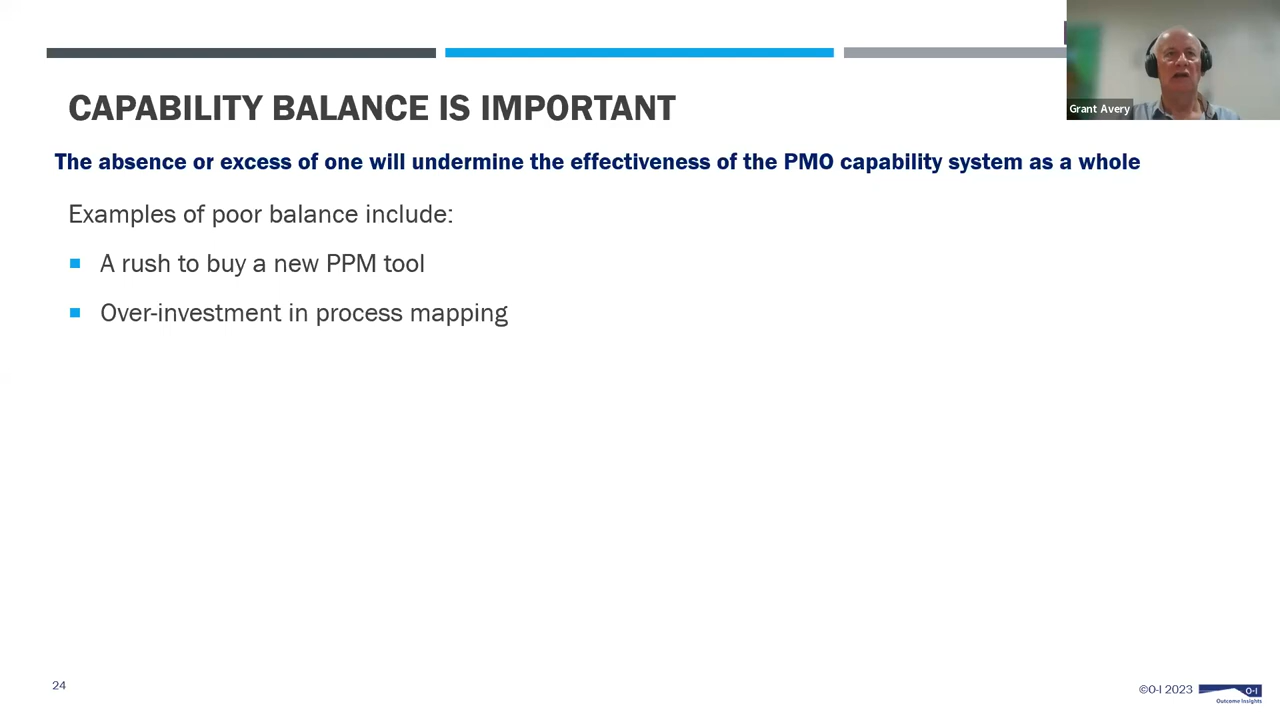 Grant Avery
CAPABILITY BALANCE IS IMPORTANT
The absence or excess of one will undermine the effectiveness of the PMO capability system as a whole
Examples of poor balance include:
A rush to buy a new PPM tool
Over-investment in process mapping
24
©O-I 2023
O-I
Outcome Insights